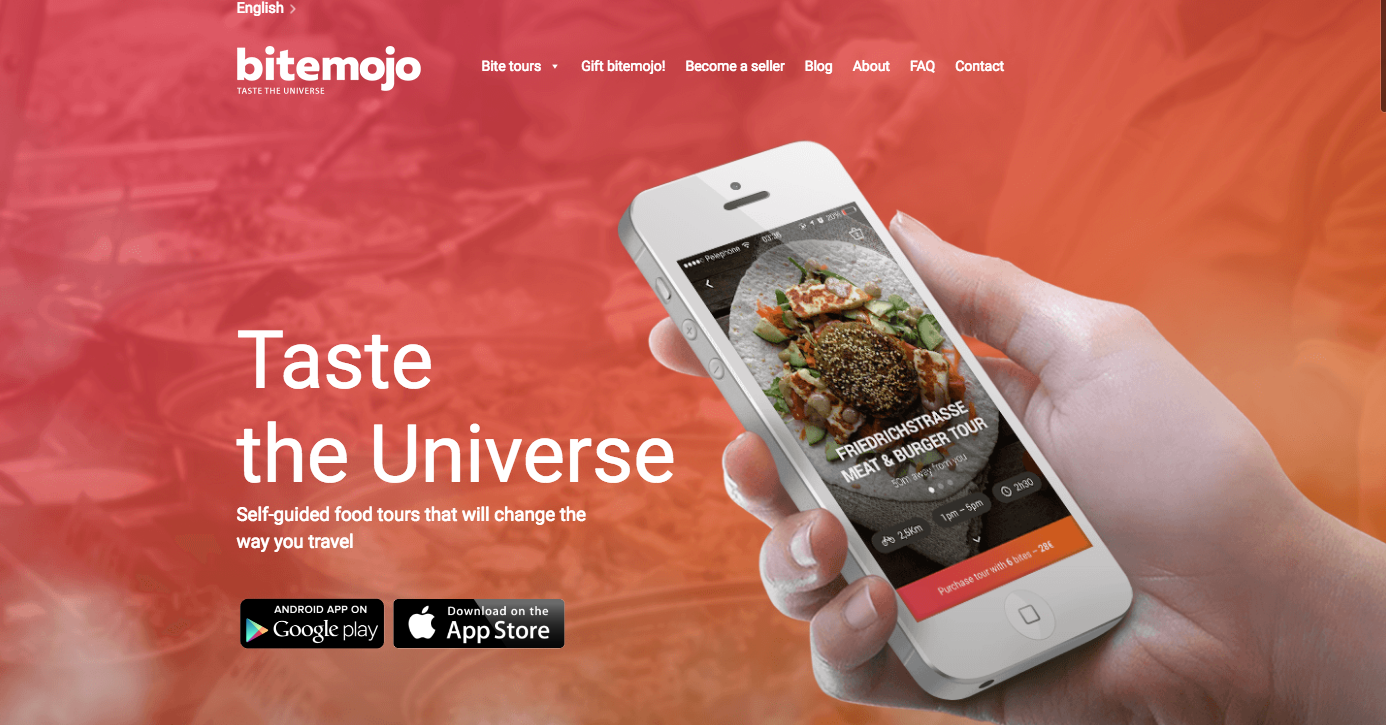 English
bitemojo
TASTE THE UNIVERSE
Bite tours Gift bitemojo! Become a seller Blog About FAQ Contact
Pelephone 03:36 20%
Taste
the Universe
Self-guided food tours that will change the
way you travel
ANDROID APP ON
Google play
Download on the
App Store
FRIEDRICHSTRASSE
MEAT & BURGER TOUR
50m away from you
2,5Km 1pm – 5pm 2h30
Purchase tour with 6 bites – 28€